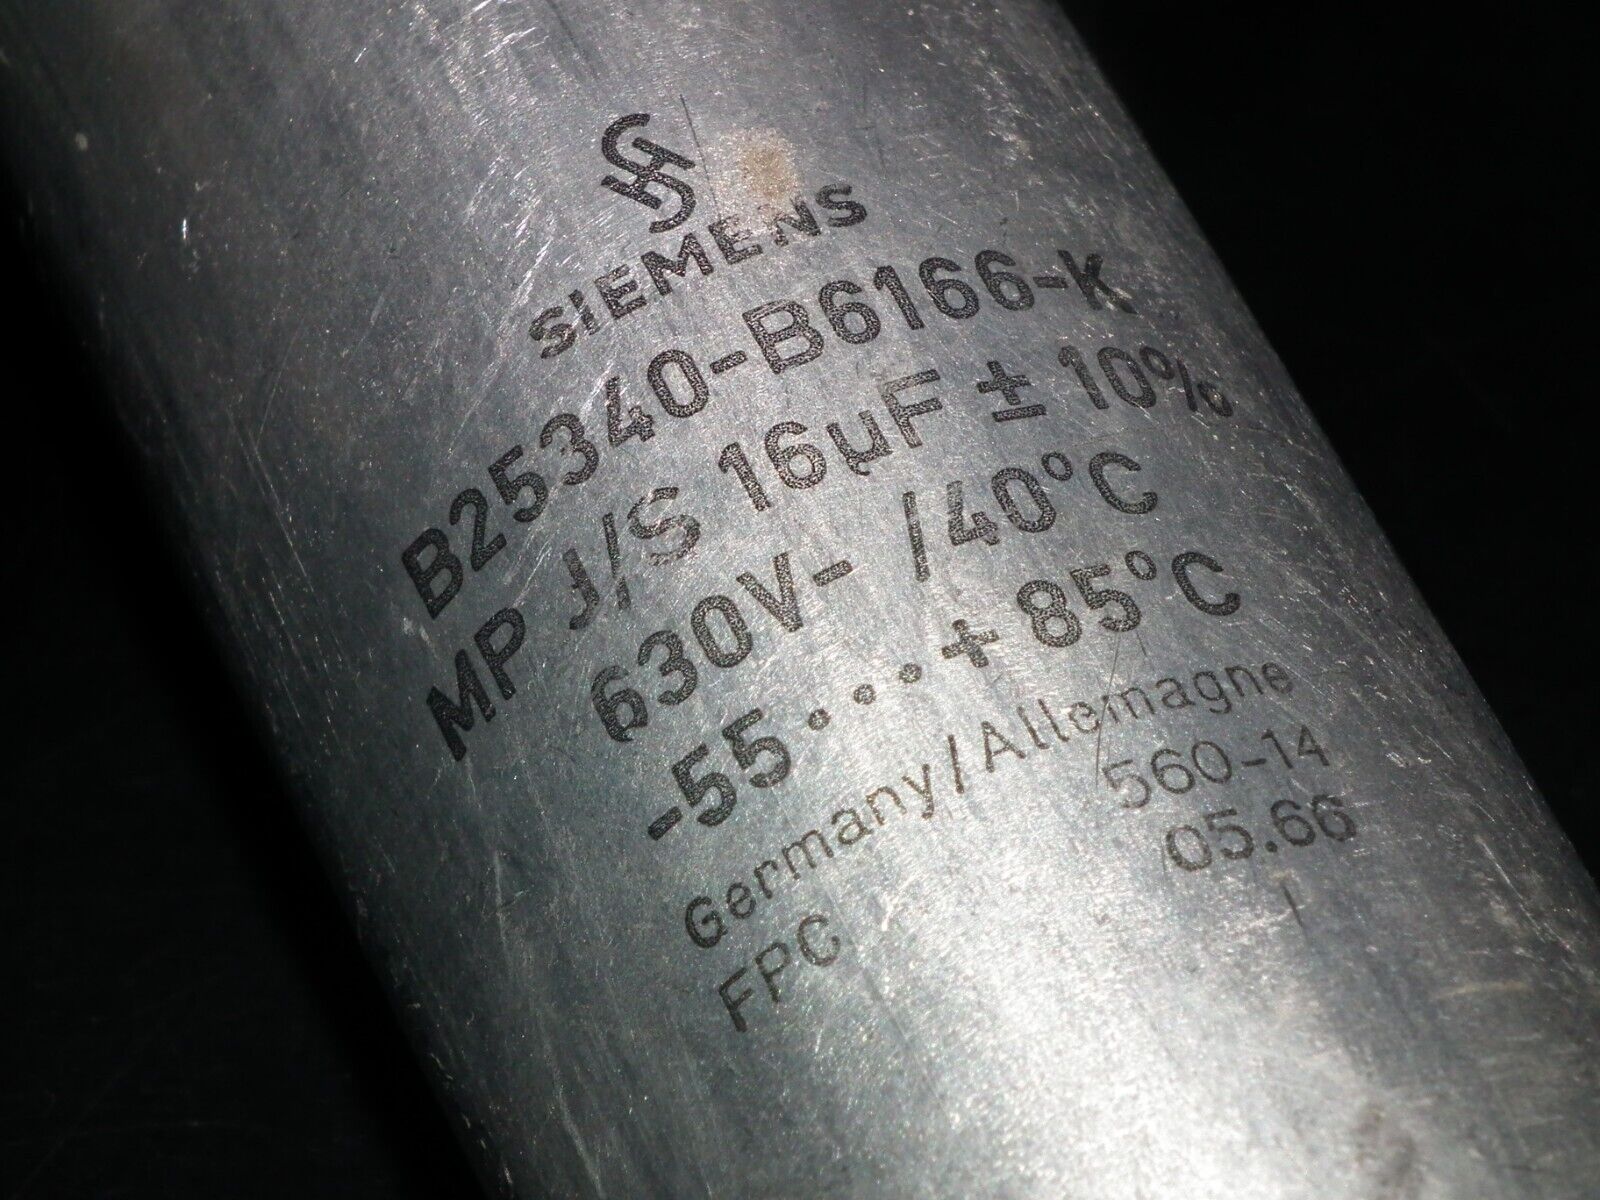 SIEMENS
B25340-B6166-K
MP J/S 16µF ± 10%
630V- /40°C
-55...+85°C
Germany/Allemagne
560-14
FPC 05.66